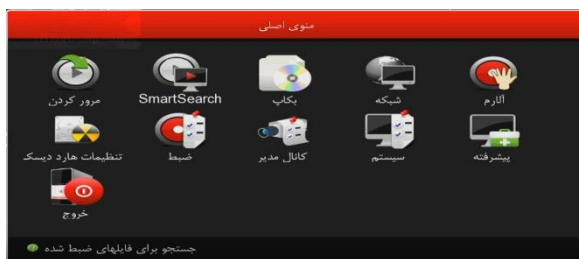 منوی اصلی
آلارم
شبکه
بکاپ
SmartSearch
مرور کردن
پیشرفته
سیستم
کانال مدیر
ضبط
تنظیمات هارد دیسک
خروج
جستجو برای فایلهای ضبط شده